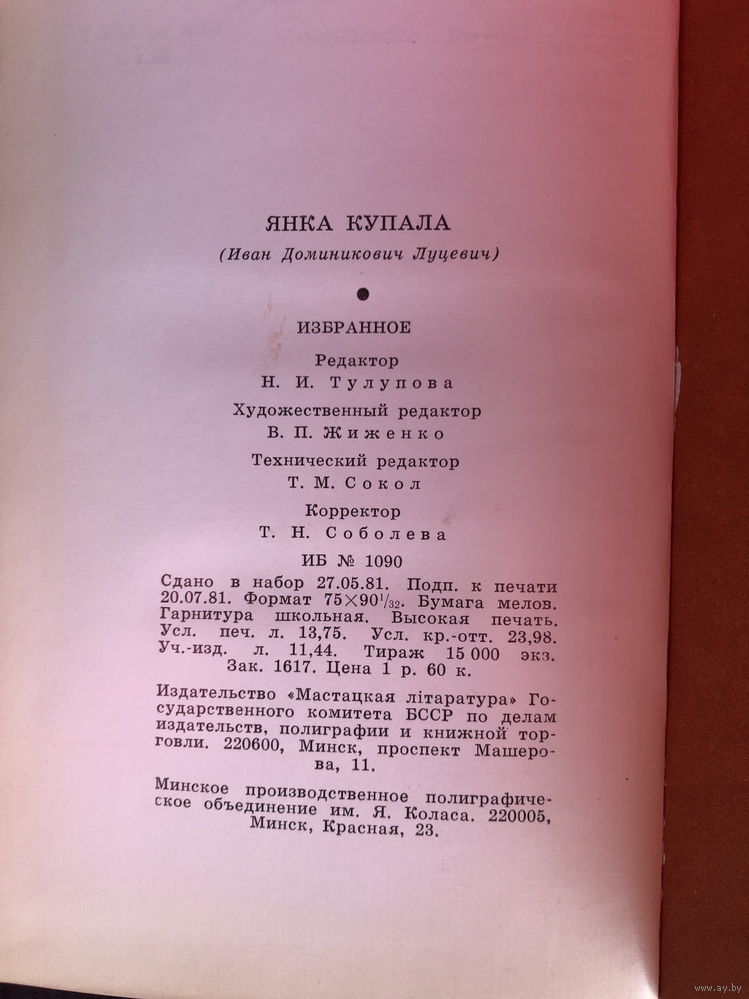 ЯНКА КУПАЛА
(Иван Доминикович Луцевич)
ИЗБРАННОЕ
Редактор
Н. И. Тулупова
Художественный редактор
В. П. Жиженко
Технический редактор
Т. М. Сокол
Корректор
Т. Н. Соболева
ИБ № 1090
Сдано в набор 27.05.81. Подп. к печати
20.07.81. Формат 75×90¹/₃₂. Бумага мелов.
Гарнитура школьная. Высокая печать.
Усл. печ. л. 13,75. Усл. кр.-отт. 23,98.
Уч.-изд. л. 11,44. Тираж 15 000 экз.
Зак. 1617. Цена 1 р. 60 к.
Издательство «Мастацкая літаратура» Го-
сударственного комитета БССР по делам
издательств, полиграфии и книжной тор-
говли. 220600, Минск, проспект Машеро-
ва, 11.
Минское производственное полиграфиче-
ское объединение им. Я. Коласа. 220005,
Минск, Красная, 23.
www.ay.by